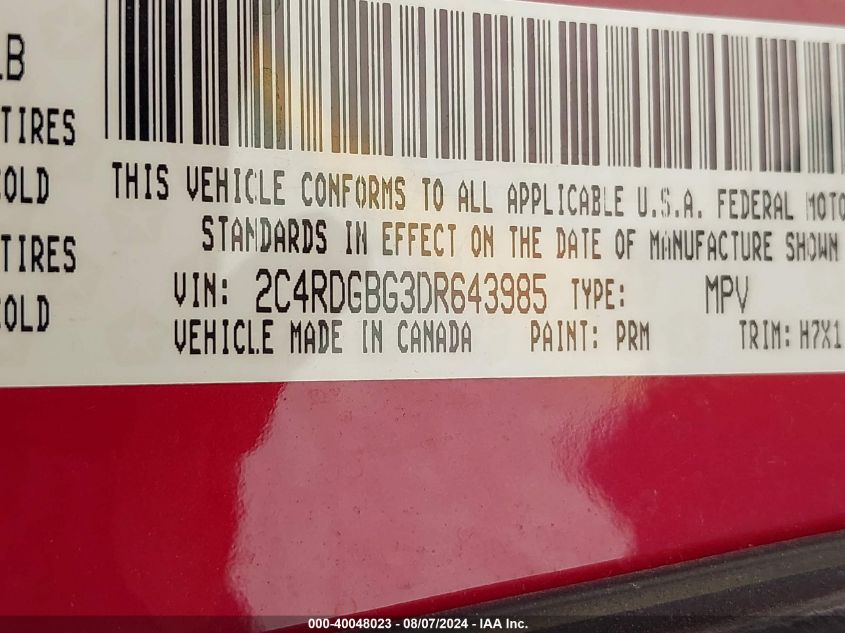 LB
TIRES
COLD
TIRES
COLD
THIS VEHICLE CONFORMS TO ALL APPLICABLE U.S.A. FEDERAL MOTO
STANDARDS IN EFFECT ON THE DATE OF MANUFACTURE SHOWN
VIN: 2C4RDGBG3DR643985 TYPE: MPV
VEHICLE MADE IN CANADA PAINT: PRM TRIM: H7X1
000-40048023 - 08/07/2024 - IAA Inc.